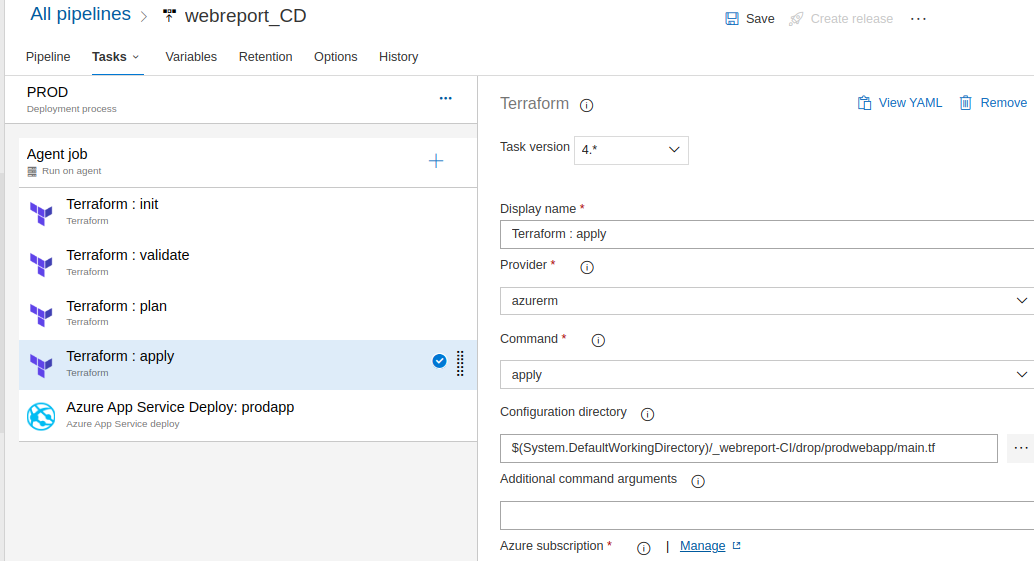 All pipelines > webreport_CD
Save Create release ...
Pipeline Tasks Variables Retention Options History
PROD
Deployment process
...
Agent job
Run on agent
Terraform : init
Terraform
Terraform : validate
Terraform
Terraform : plan
Terraform
Terraform : apply
Terraform
Azure App Service Deploy: prodapp
Azure App Service deploy
Terraform
View YAML Remove
Task version 4.*
Display name *
Terraform : apply
Provider *
azurerm
Command *
apply
Configuration directory
$(System.DefaultWorkingDirectory)/_webreport-CI/drop/prodwebapp/main.tf ...
Additional command arguments
Azure subscription * | Manage